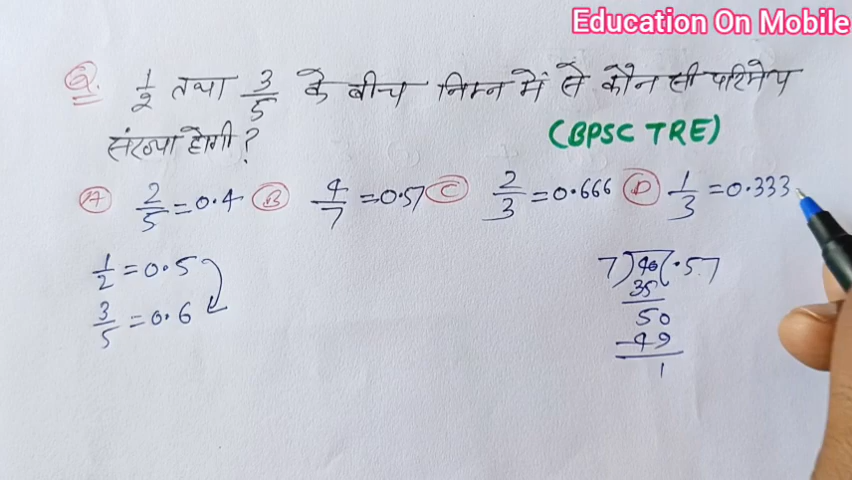 Education On Mobile
Q. 1/2 तथा 3/5 के बीच निम्न में से कौन सी परिमेय
संख्या होगी? (BPSC TRE)
A 2/5 = 0.4 B 4/7 = 0.57 C 2/3 = 0.666 D 1/3 = 0.333
1/2 = 0.5
3/5 = 0.6
7)40(.57
35
50
-49
1